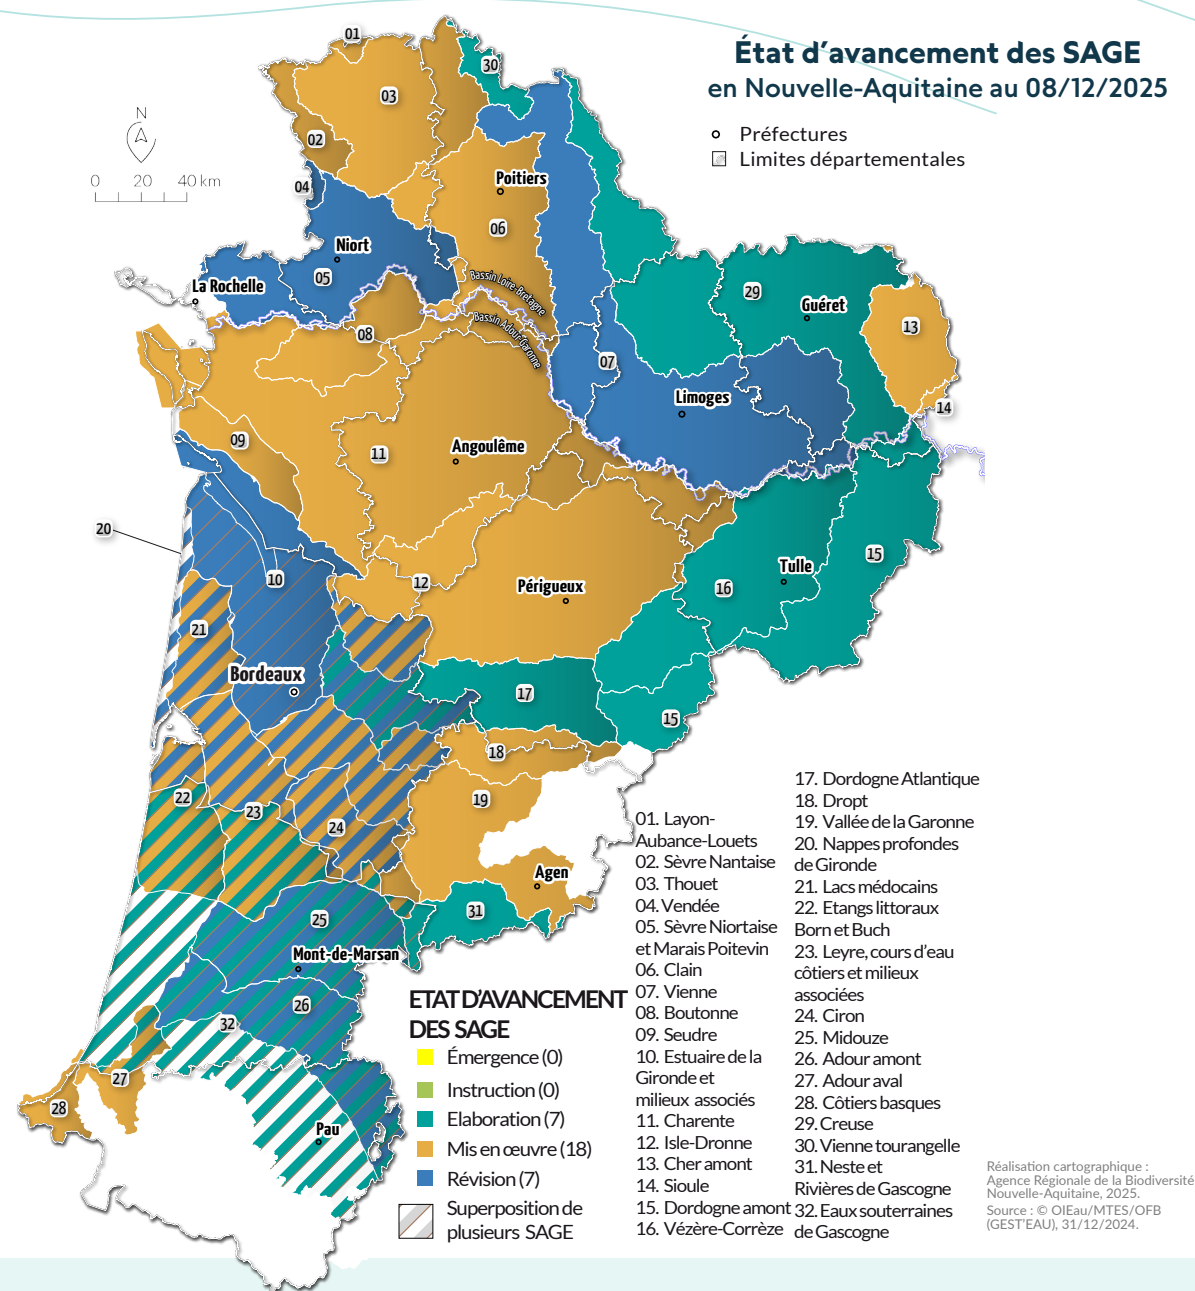 État d’avancement des SAGE
en Nouvelle-Aquitaine au 08/12/2025
Préfectures
Limites départementales
N
0 20 40 km
01
30
03
02
04
Poitiers
06
Niort
05
La Rochelle
Bassin Loire-Bretagne
Bassin Adour-Garonne
29
Guéret
13
08
07
Limoges
14
09
11
Angoulême
20
10
12
Périgueux
16
Tulle
15
21
Bordeaux
17
15
18
22
23
19
24
Agen
31
25
Mont-de-Marsan
26
32
27
28
Pau
ETAT D’AVANCEMENT
DES SAGE
Émergence (0)
Instruction (0)
Elaboration (7)
Mis en œuvre (18)
Révision (7)
Superposition de
plusieurs SAGE
01. Layon-
Aubance-Louets
02. Sèvre Nantaise
03. Thouet
04. Vendée
05. Sèvre Niortaise
et Marais Poitevin
06. Clain
07. Vienne
08. Boutonne
09. Seudre
10. Estuaire de la
Gironde et
milieux associés
11. Charente
12. Isle-Dronne
13. Cher amont
14. Sioule
15. Dordogne amont
16. Vézère-Corrèze
17. Dordogne Atlantique
18. Dropt
19. Vallée de la Garonne
20. Nappes profondes
de Gironde
21. Lacs médocains
22. Etangs littoraux
Born et Buch
23. Leyre, cours d’eau
côtiers et milieux
associées
24. Ciron
25. Midouze
26. Adour amont
27. Adour aval
28. Côtiers basques
29. Creuse
30. Vienne tourangelle
31. Neste et
Rivières de Gascogne
32. Eaux souterraines
de Gascogne
Réalisation cartographique :
Agence Régionale de la Biodiversité
Nouvelle-Aquitaine, 2025.
Source : © OIEau/MTES/OFB
(GEST'EAU), 31/12/2024.